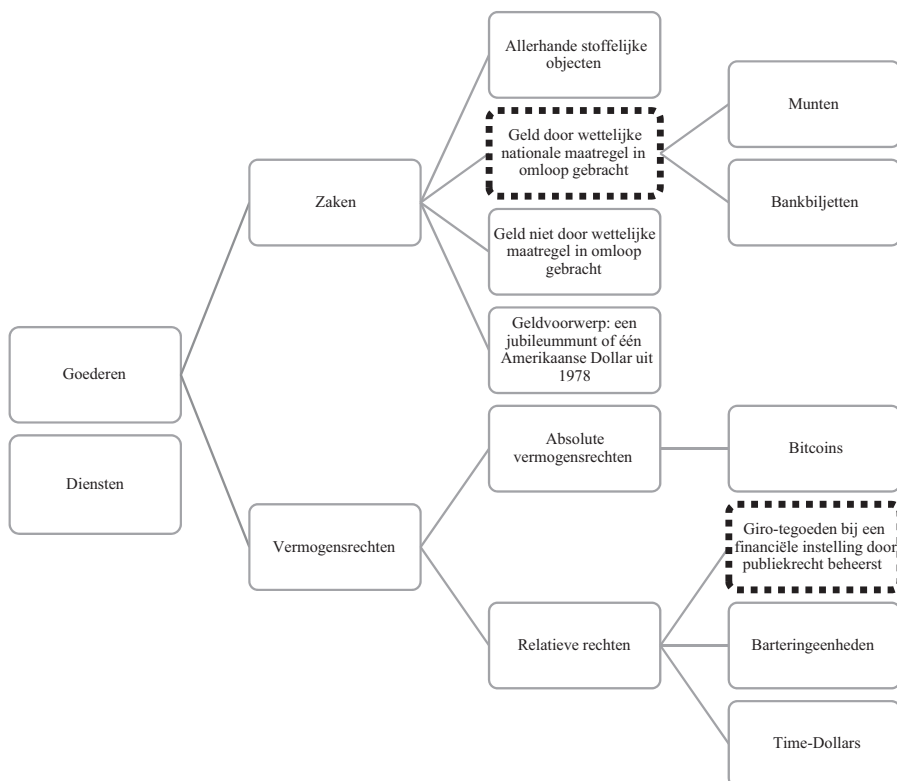 Allerhande stoffelijke
objecten
Geld door wettelijke
nationale maatregel in
omloop gebracht
Munten
Bankbiljetten
Zaken
Geld niet door wettelijke
maatregel in omloop
gebracht
Geldvoorwerp: een
jubileummunt of één
Amerikaanse Dollar uit
1978
Goederen
Diensten
Absolute
vermogensrechten
Bitcoins
Vermogensrechten
Giro-tegoeden bij een
financiële instelling door
publiekrecht beheerst
Relatieve rechten
Barteringeenheden
Time-Dollars